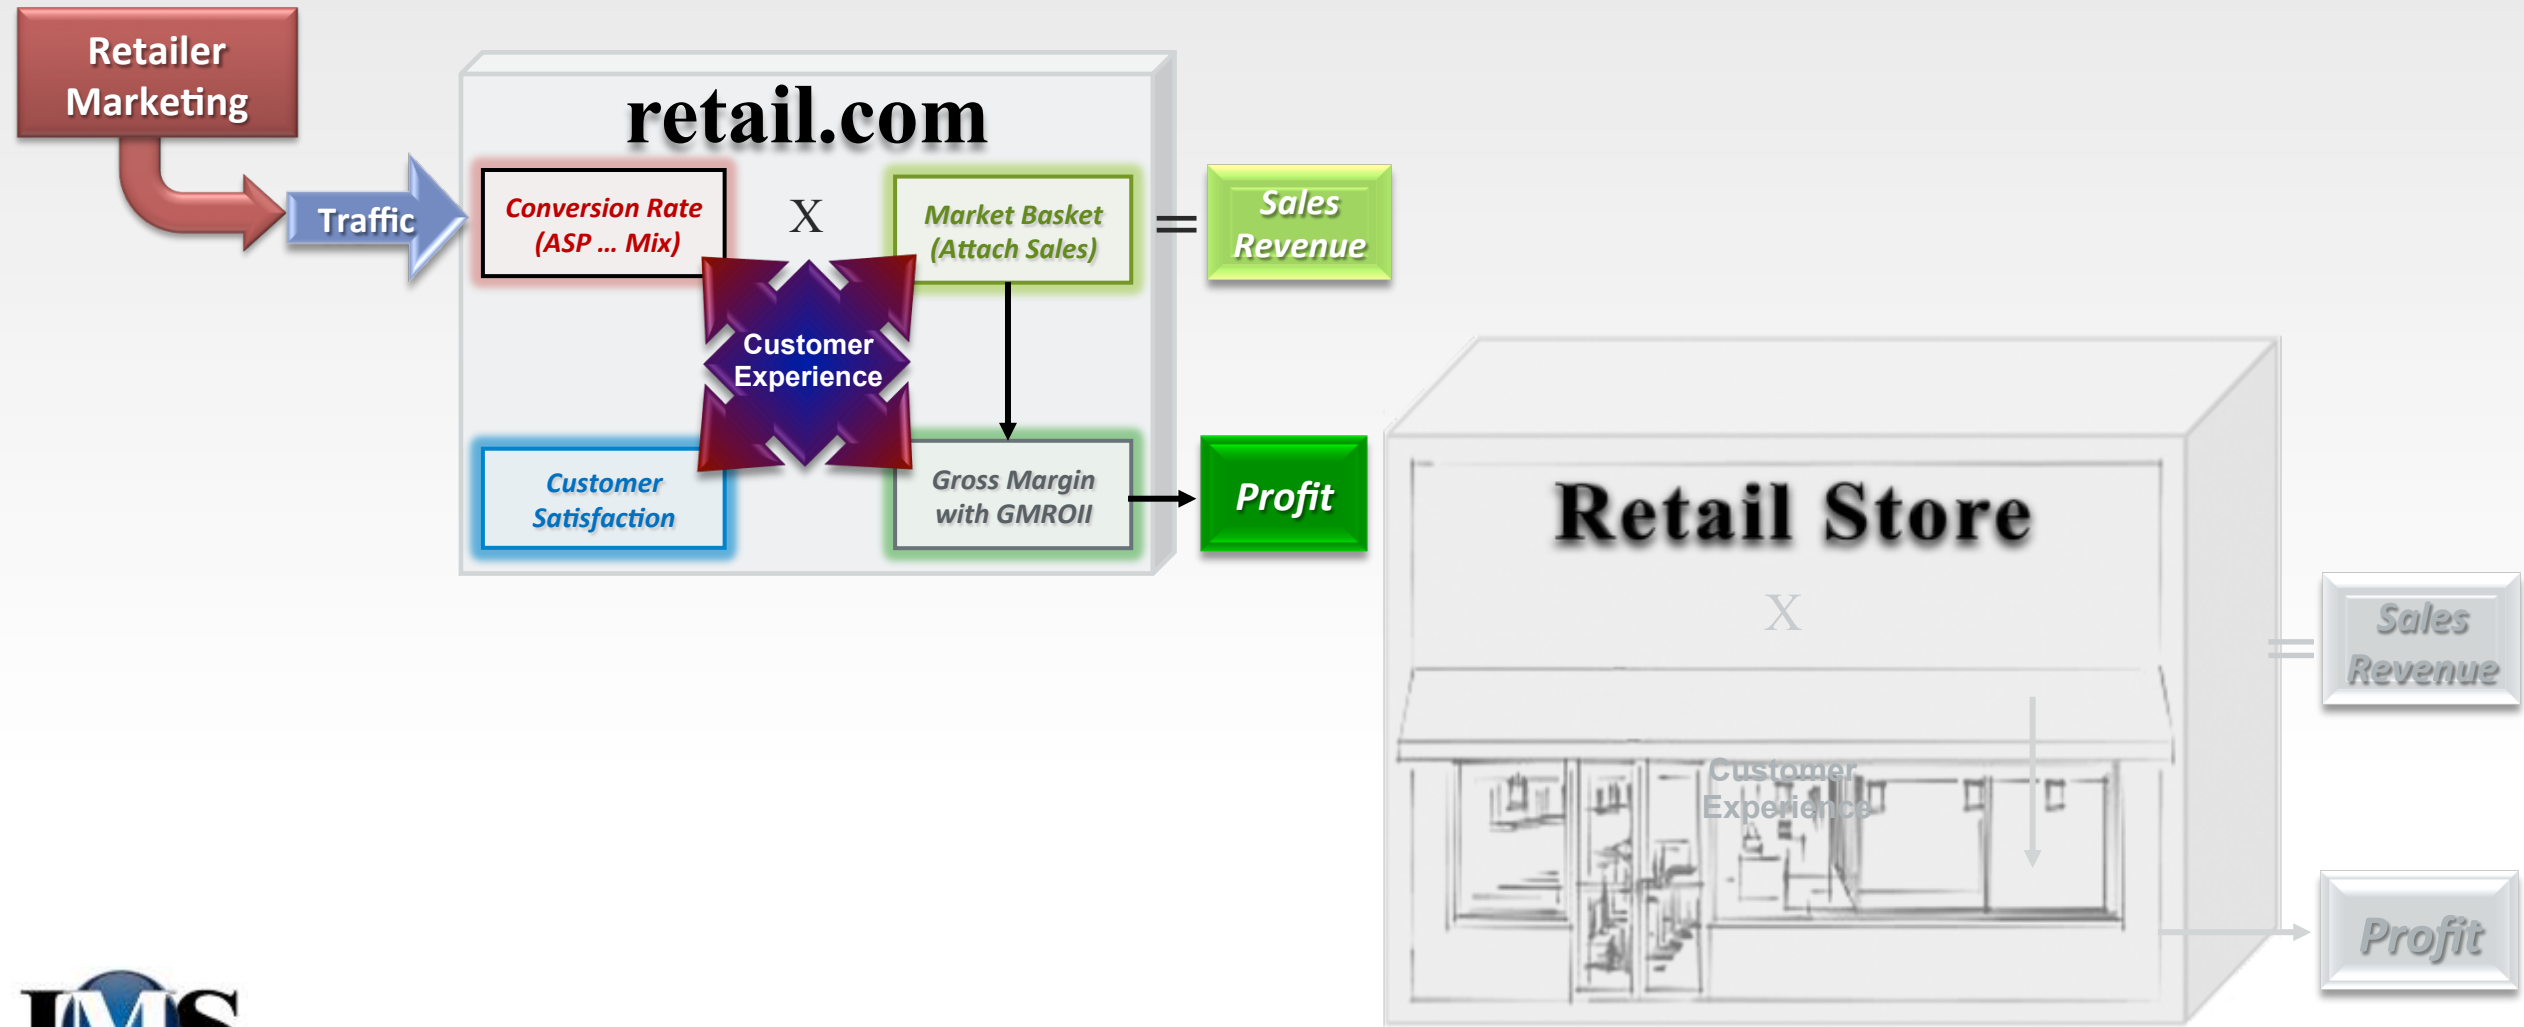 Retailer
Marketing
Traffic
retail.com
Conversion Rate
(ASP ... Mix)
X
Market Basket
(Attach Sales)
=
Sales
Revenue
Customer
Experience
Customer
Satisfaction
Gross Margin
with GMROII
Profit
Retail Store
X
=
Sales
Revenue
Customer
Experience
Profit
IMS